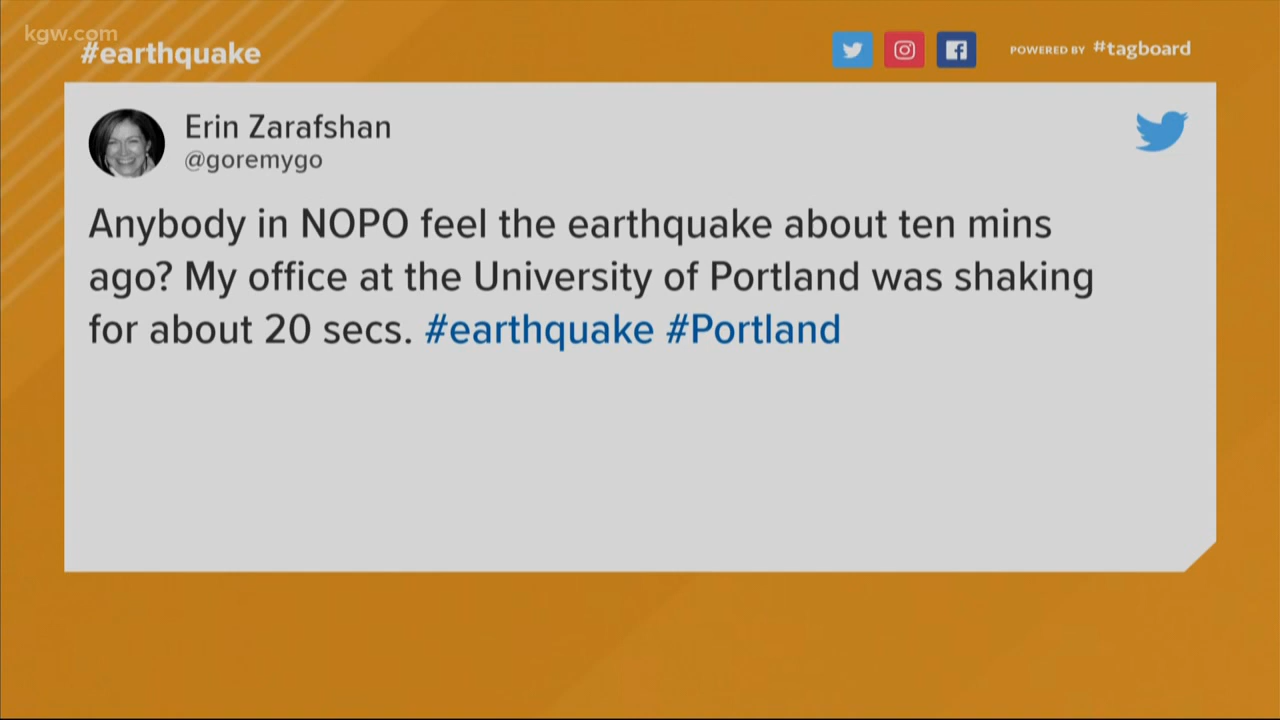 kgw.com
#earthquake
POWERED BY #tagboard
Erin Zarafshan
@goremygo
Anybody in NOPO feel the earthquake about ten mins
ago? My office at the University of Portland was shaking
for about 20 secs. #earthquake #Portland